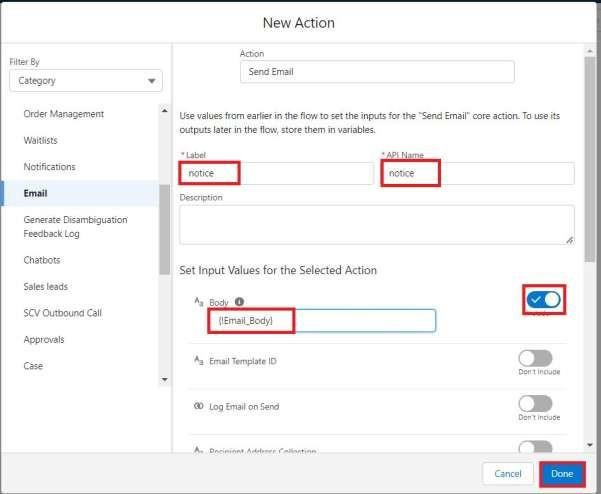 New Action
Filter By
Category
Order Management
Waitlists
Notifications
Email
Generate Disambiguation
Feedback Log
Chatbots
Sales leads
SCV Outbound Call
Approvals
Case
Action
Send Email
Use values from earlier in the flow to set the inputs for the "Send Email" core action. To use its
outputs later in the flow, store them in variables.
*Label
notice
*API Name
notice
Description
Set Input Values for the Selected Action
Aa Body
{!Email_Body}
Aa Email Template ID
Don't Include
Log Email on Send
Don't Include
Recipient Address Collection
Cancel
Done